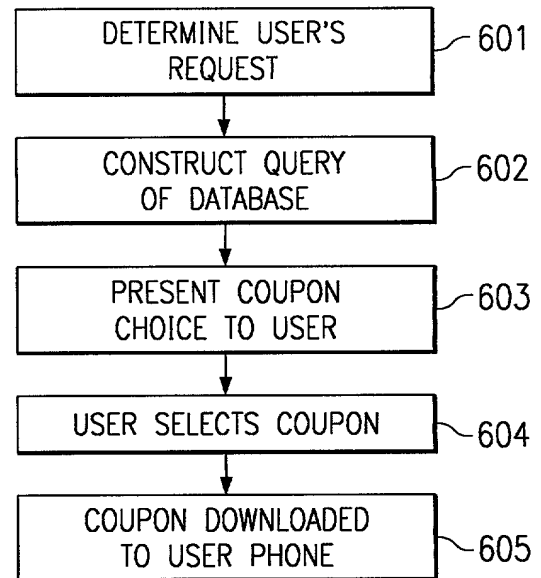 DETERMINE USER'S
REQUEST
601
CONSTRUCT QUERY
OF DATABASE
602
PRESENT COUPON
CHOICE TO USER
603
USER SELECTS COUPON
604
COUPON DOWNLOADED
TO USER PHONE
605